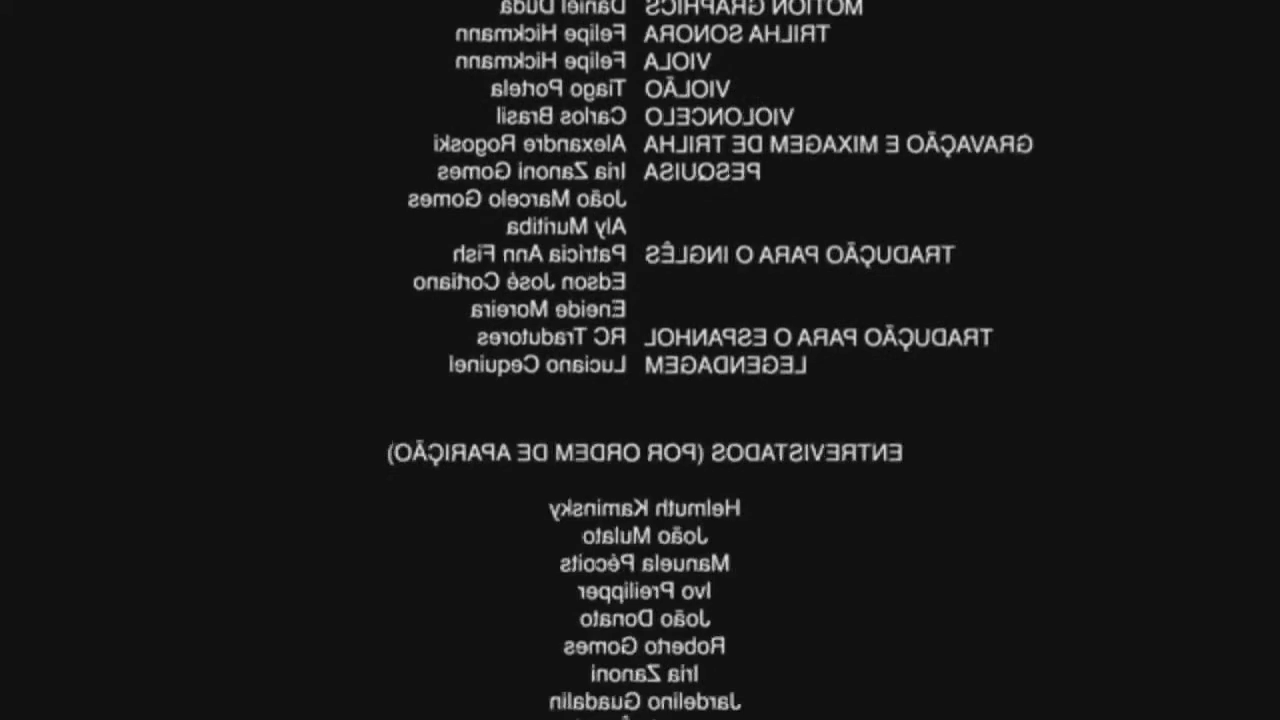 MOTION GRAPHICS Daniel Duda
TRILHA SONORA Felipe Hickmann
VIOLA Felipe Hickmann
VIOLÃO Tiago Portela
VIOLONCELO Carlos Brasil
GRAVAÇÃO E MIXAGEM DE TRILHA Alexandre Rogoski
PESQUISA Iria Zanoni Gomes
João Marcelo Gomes
Aly Muritiba
TRADUÇÃO PARA O INGLÊS Patrícia Ann Fish
Edson José Cortiano
Eneide Moreira
TRADUÇÃO PARA O ESPANHOL RC Tradutores
LEGENDAGEM Luciano Cequinel
ENTREVISTADOS (POR ORDEM DE APARIÇÃO)
Helmuth Kaminsky
João Mulato
Manuela Pécoits
Ivo Preilipper
João Donato
Roberto Gomes
Iria Zanoni
Jardelino Guadalin